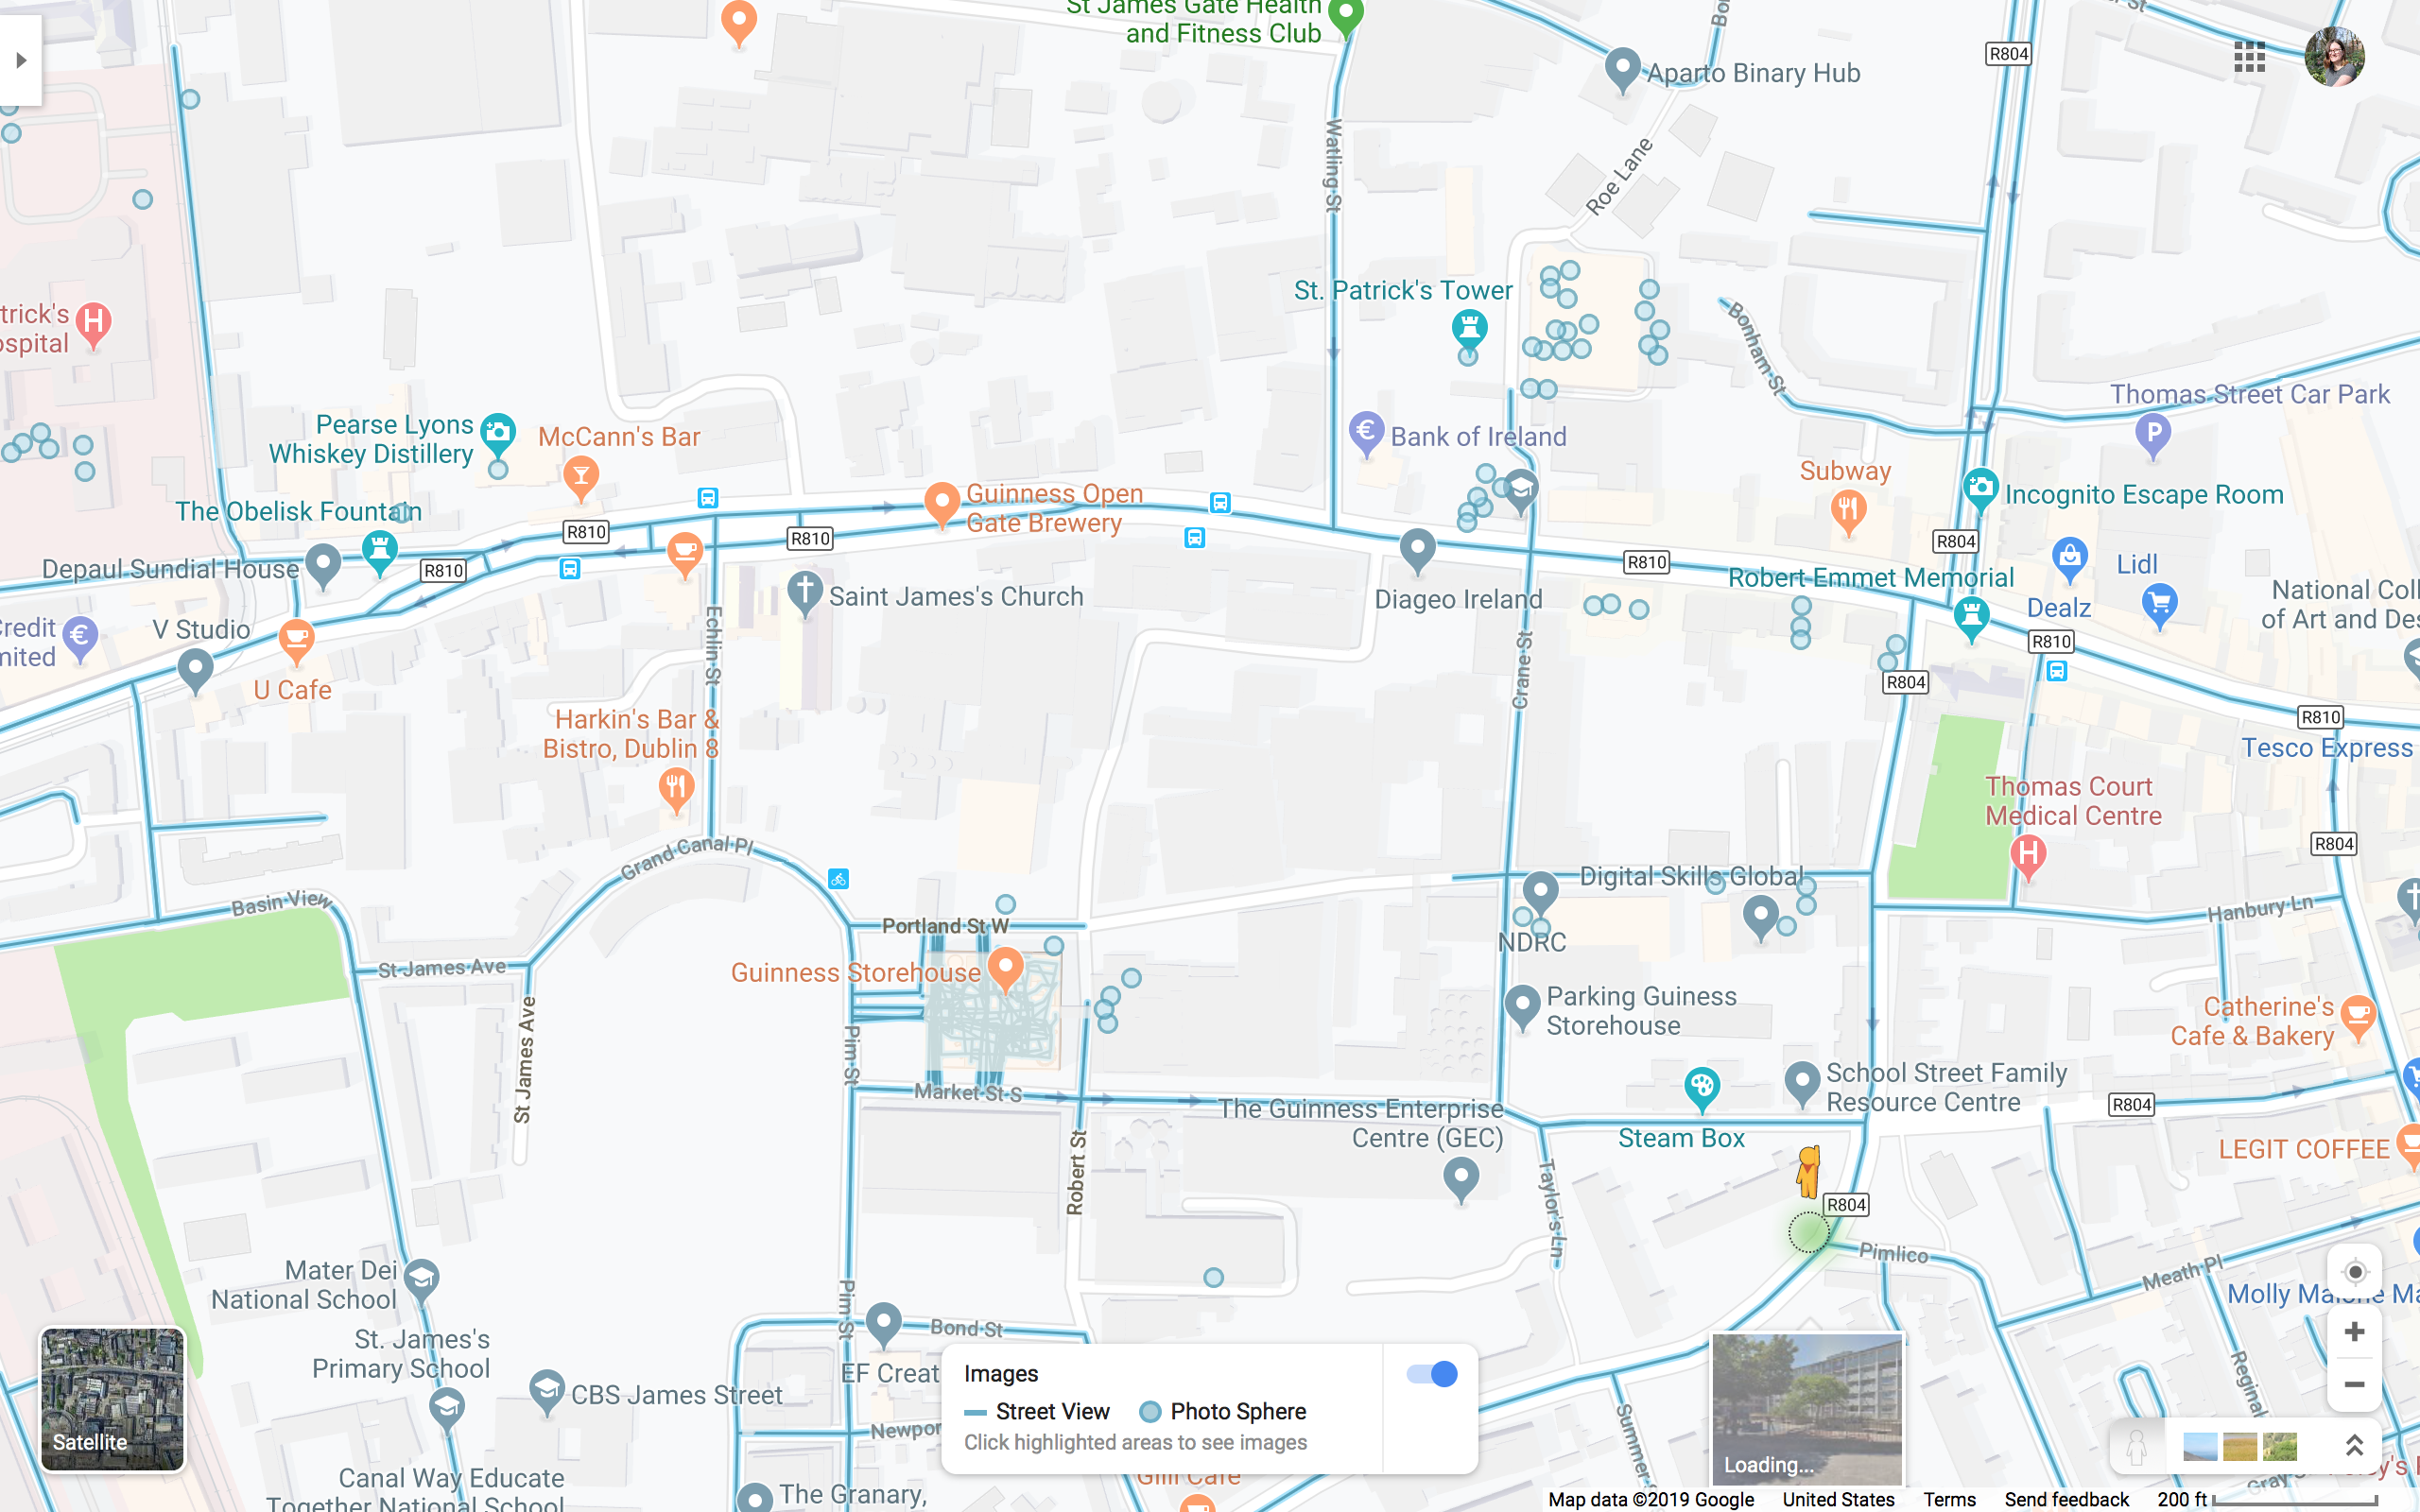 St James Gate Health
and Fitness Club
Aparto Binary Hub
R804
Watling St
Roe Lane
St. Patrick's Tower
Bonham St
trick's
ospital
Thomas Street Car Park
Pearse Lyons
Whiskey Distillery
McCann's Bar
Bank of Ireland
Subway
Incognito Escape Room
The Obelisk Fountain
Guinness Open
Gate Brewery
R810
R810
R804
Depaul Sundial House
R810
R810
Lidl
Robert Emmet Memorial
National Coll
of Art and Des
Saint James's Church
Diageo Ireland
Dealz
Credit
mited
V Studio
Echlin St
Crane St
R810
R804
U Cafe
Harkin's Bar &
Bistro, Dublin 8
R810
Tesco Express
Thomas Court
Medical Centre
Grand Canal Pl
R804
Digital Skills Global
Basin View
Hanbury Ln
Portland St W
NDRC
St James Ave
Guinness Storehouse
Parking Guiness
Storehouse
Catherine's
Cafe & Bakery
St James Ave
Pim St
Market St S
School Street Family
Resource Centre
The Guinness Enterprise
Centre (GEC)
R804
Steam Box
LEGIT COFFEE
Robert St
Taylor's Ln
R804
Pimlico
Mater Dei
National School
Meath Pl
Molly Malone Ma
Pim St
Bond St
St. James's
Primary School
EF Creat
Images
Street View
Photo Sphere
Click highlighted areas to see images
CBS James Street
Newpor
Summer
Reginal
Satellite
Loading...
Canal Way Educate
Together National School
The Granary,
Gill Cafe
Map data ©2019 Google
United States
Terms
Send feedback
200 ft